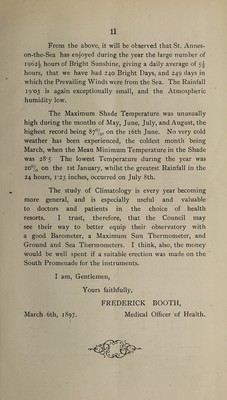 11
From the above, it will be observed that St. Annes-
on-the-Sea has enjoyed during the year the large number of
1962½ hours of Bright Sunshine, giving a daily average of 5½
hours, that we have had 240 Bright Days, and 249 days in
which the Prevailing Winds were from the Sea. The Rainfall
19·05 is again exceptionally small, and the Atmospheric
humidity low.
The Maximum Shade Temperature was unusually
high during the months of May, June, July, and August, the
highest record being 87°/₀ on the 16th June. No very cold
weather has been experienced, the coldest month being
March, when the Mean Minimum Temperature in the Shade
was 28·5 The lowest Temperature during the year was
20°/₀ on the 1st January, whilst the greatest Rainfall in the
24 hours, 1·23 inches, occurred on July 8th.
The study of Climatology is every year becoming
more general, and is especially useful and valuable
to doctors and patients in the choice of health
resorts. I trust, therefore, that the Council may
see their way to better equip their observatory with
a good Barometer, a Maximum Sun Thermometer, and
Ground and Sea Thermometers. I think, also, the money
would be well spent if a suitable erection was made on the
South Promenade for the instruments.
I am, Gentlemen,
Yours faithfully,
FREDERICK BOOTH,
March 6th, 1897. Medical Officer of Health.